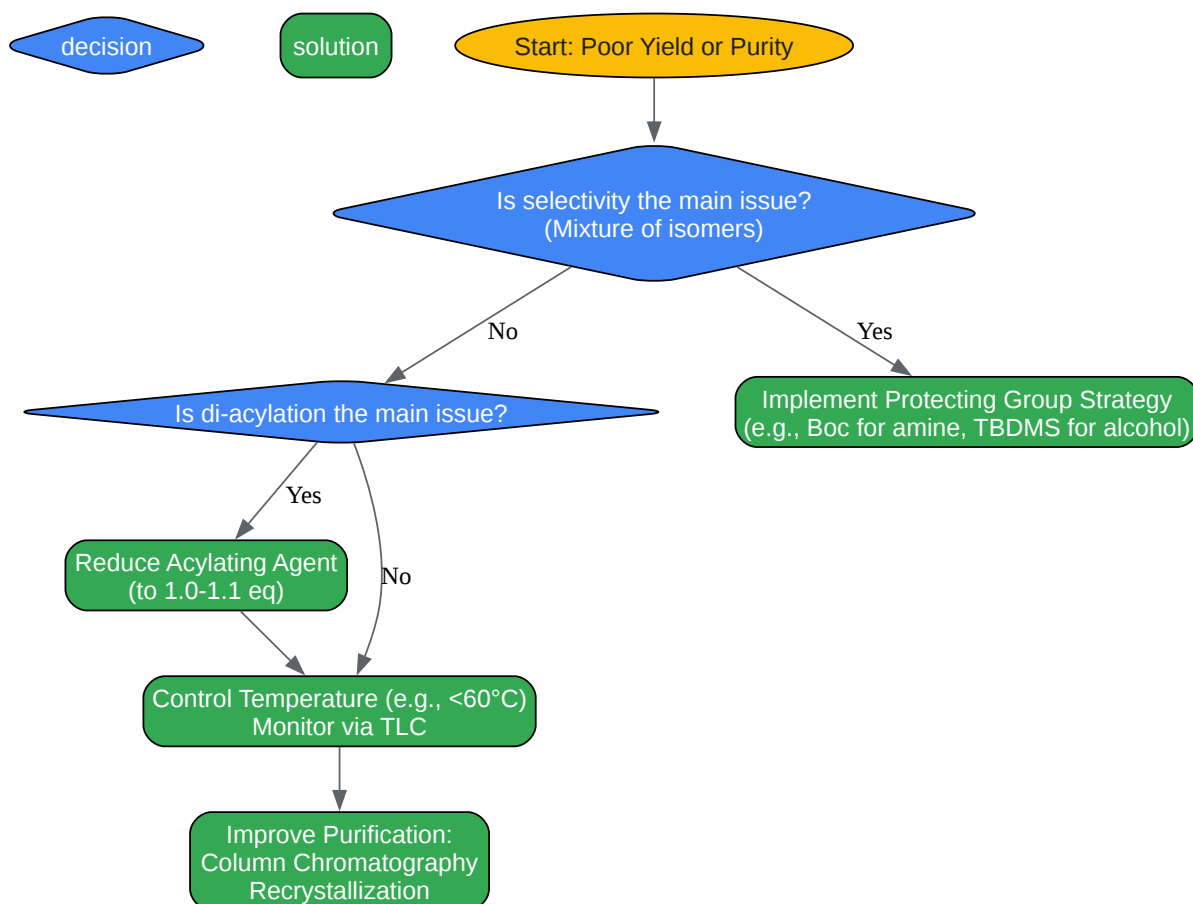 decision
solution
Start: Poor Yield or Purity
Is selectivity the main issue?
(Mixture of isomers)
No
Yes
Is di-acylation the main issue?
Implement Protecting Group Strategy
(e.g., Boc for amine, TBDMS for alcohol)
Yes
Reduce Acylating Agent
(to 1.0-1.1 eq)
No
Control Temperature (e.g., <60°C)
Monitor via TLC
Improve Purification:
Column Chromatography
Recrystallization